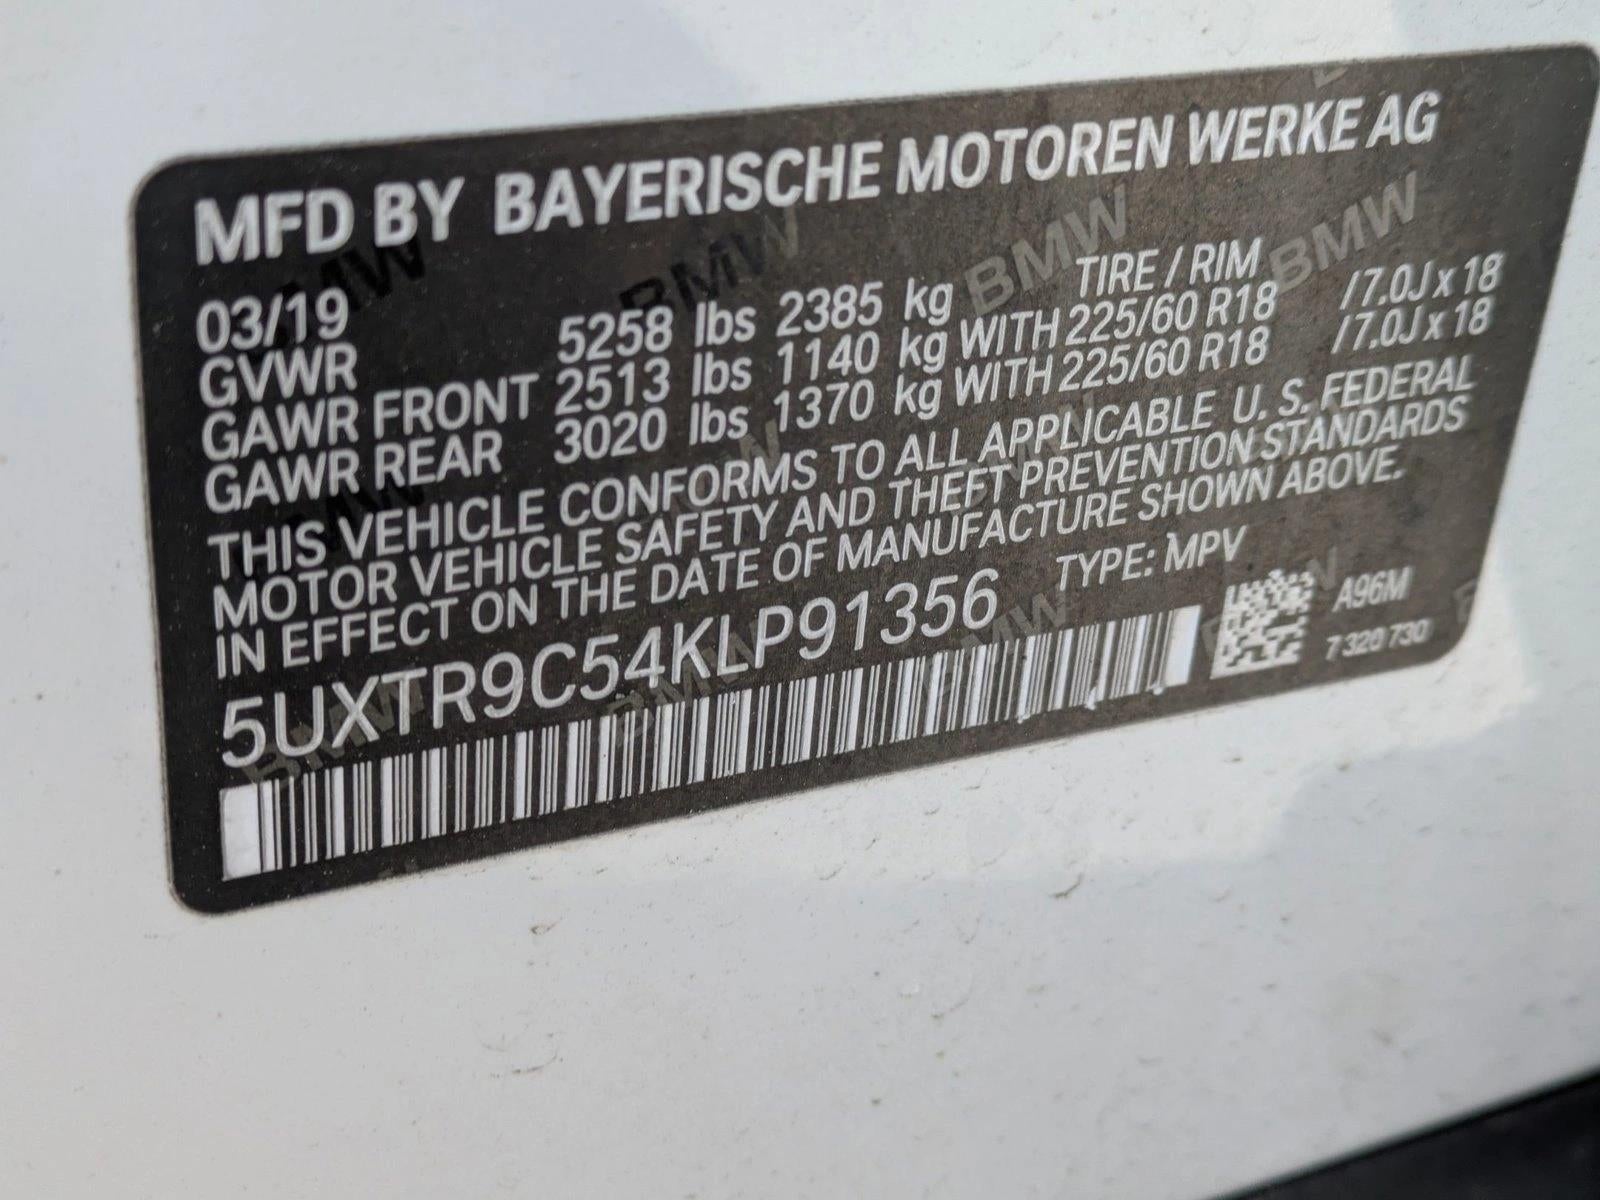 MFD BY BAYERISCHE MOTOREN WERKE AG
03/19 TIRE / RIM
GVWR 5258 lbs 2385 kg
GAWR FRONT 2513 lbs 1140 kg WITH 225/60 R18 /7.0J x 18
GAWR REAR 3020 lbs 1370 kg WITH 225/60 R18 /7.0J x 18
THIS VEHICLE CONFORMS TO ALL APPLICABLE U. S. FEDERAL
MOTOR VEHICLE SAFETY AND THEFT PREVENTION STANDARDS
IN EFFECT ON THE DATE OF MANUFACTURE SHOWN ABOVE.
5UXTR9C54KLP91356 TYPE: MPV
A96M
7 320 730